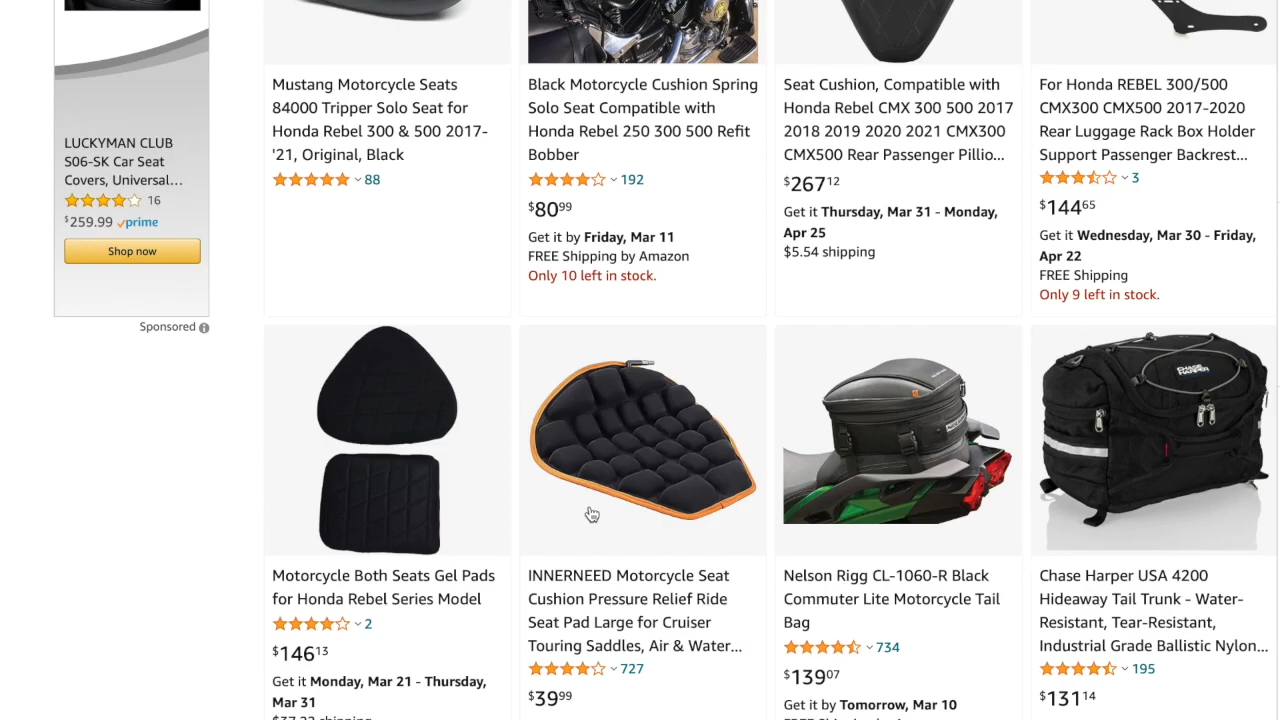 LUCKYMAN CLUB
S06-SK Car Seat
Covers, Universal...
16
$259.99 prime
Shop now
Sponsored
Mustang Motorcycle Seats
84000 Tripper Solo Seat for
Honda Rebel 300 & 500 2017-
'21, Original, Black
88
Black Motorcycle Cushion Spring
Solo Seat Compatible with
Honda Rebel 250 300 500 Refit
Bobber
192
$80.99
Get it by Friday, Mar 11
FREE Shipping by Amazon
Only 10 left in stock.
Seat Cushion, Compatible with
Honda Rebel CMX 300 500 2017
2018 2019 2020 2021 CMX300
CMX500 Rear Passenger Pillio...
$267.12
Get it Thursday, Mar 31 - Monday,
Apr 25
$5.54 shipping
For Honda REBEL 300/500
CMX300 CMX500 2017-2020
Rear Luggage Rack Box Holder
Support Passenger Backrest...
3
$144.65
Get it Wednesday, Mar 30 - Friday,
Apr 22
FREE Shipping
Only 9 left in stock.
Motorcycle Both Seats Gel Pads
for Honda Rebel Series Model
2
$146.13
Get it Monday, Mar 21 - Thursday,
Mar 31
$37.22 shipping
INNERNEED Motorcycle Seat
Cushion Pressure Relief Ride
Seat Pad Large for Cruiser
Touring Saddles, Air & Water...
727
$39.99
Nelson Rigg CL-1060-R Black
Commuter Lite Motorcycle Tail
Bag
734
$139.07
Get it by Tomorrow, Mar 10
CHASE
HARPER
Chase Harper USA 4200
Hideaway Tail Trunk - Water-
Resistant, Tear-Resistant,
Industrial Grade Ballistic Nylon...
195
$131.14